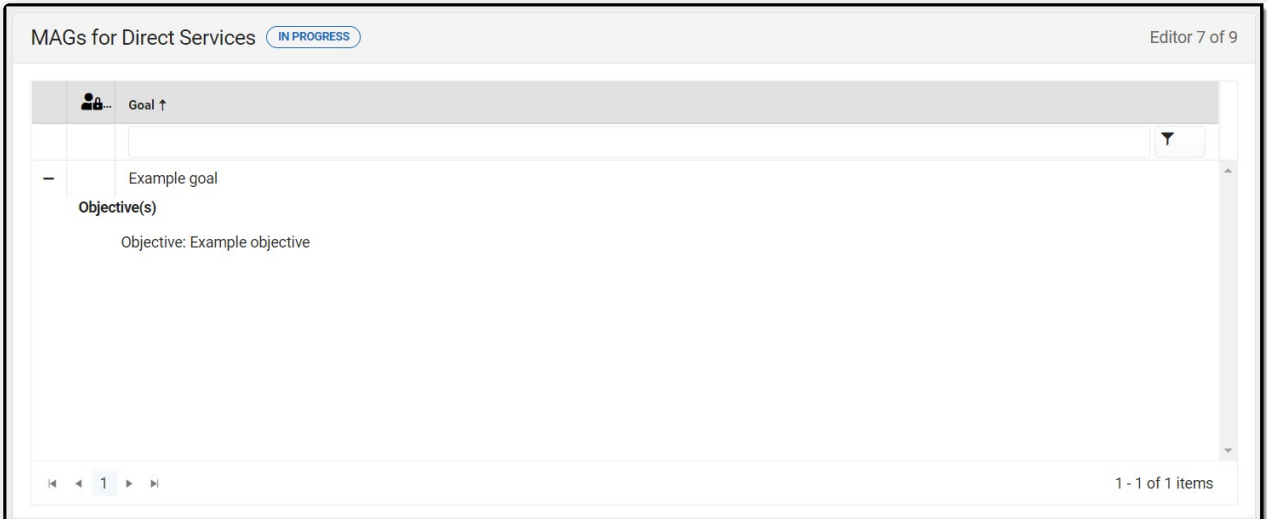 MAGs for Direct Services IN PROGRESS Editor 7 of 9
... Goal ↑
Example goal
Objective(s)
Objective: Example objective
1 1 - 1 of 1 items